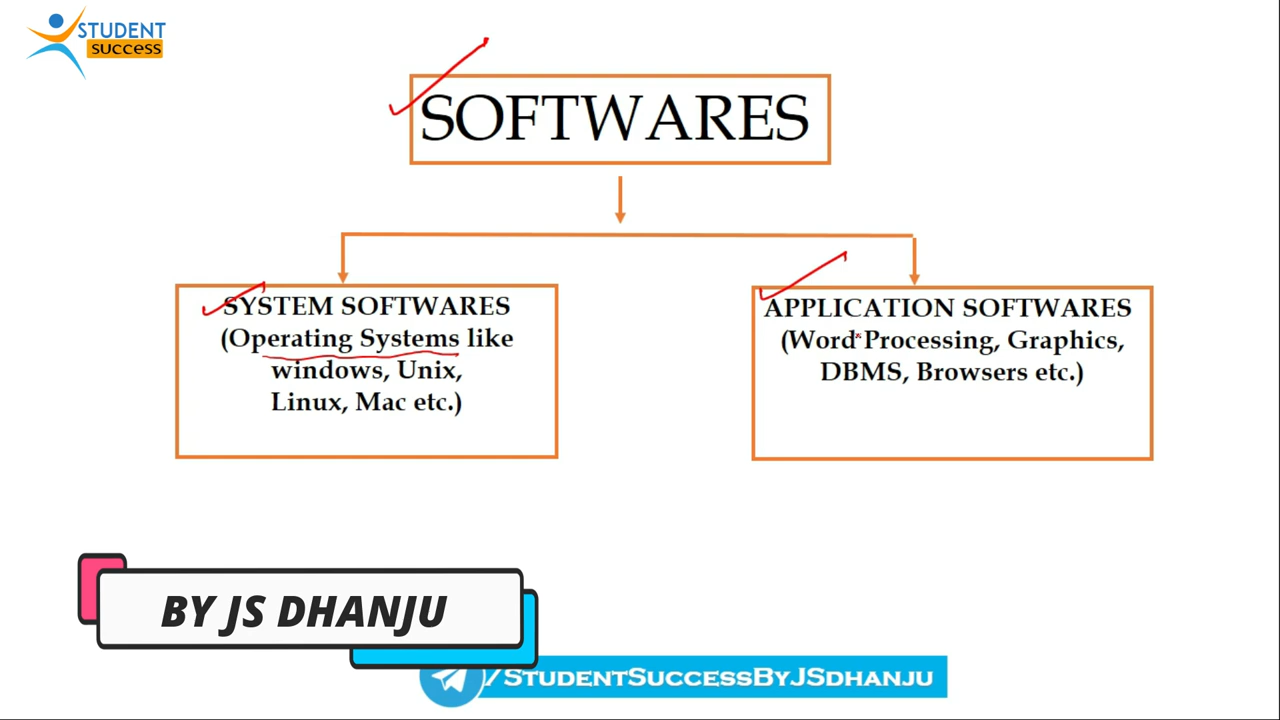 STUDENT
success
SOFTWARES
SYSTEM SOFTWARES
(Operating Systems like
windows, Unix,
Linux, Mac etc.)
APPLICATION SOFTWARES
(Word Processing, Graphics,
DBMS, Browsers etc.)
BY JS DHANJU
/STUDENTSUCCESSBYJSDHANJU